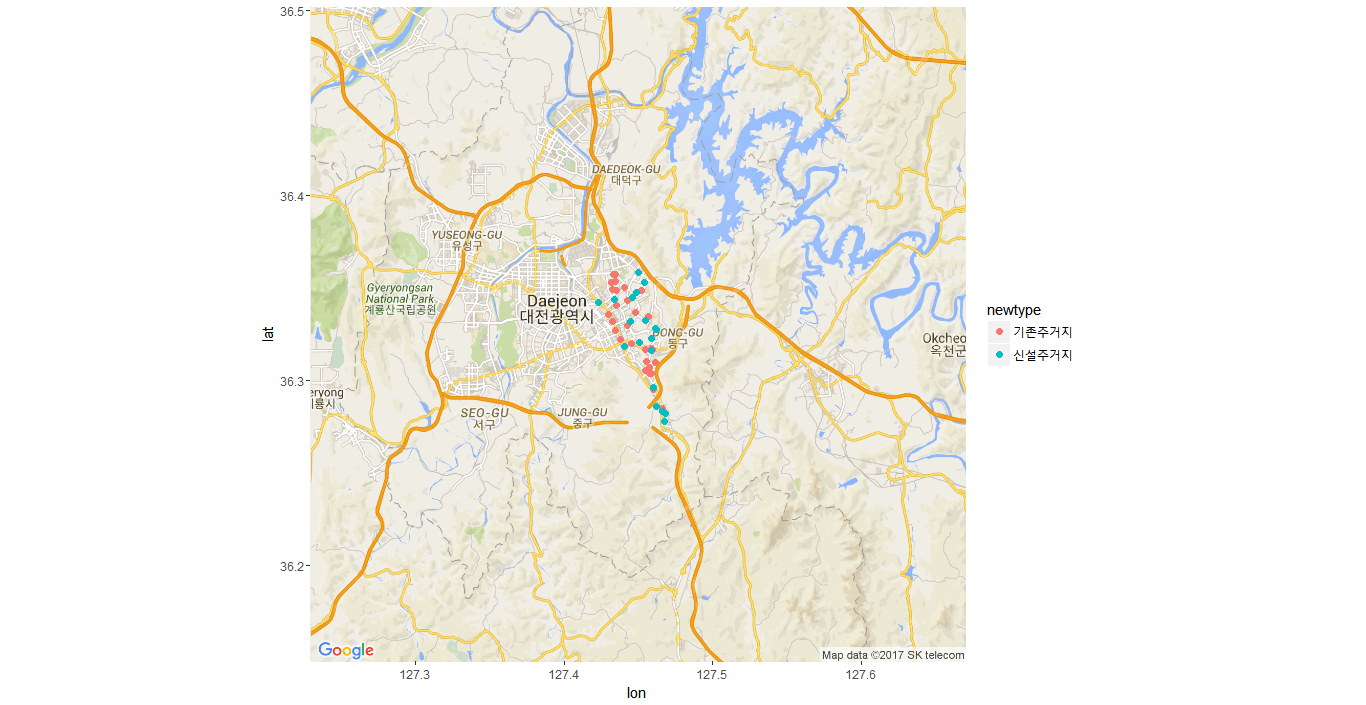 36.5
36.4
36.3
36.2
lat
127.3
127.4
127.5
127.6
lon
DAEDEOK-GU
대덕구
YUSEONG-GU
유성구
Gyeryongsan
National Park
계룡산국립공원
Daejeon
대전광역시
DONG-GU
동구
Okcheo
옥천군
eryong
룡시
SEO-GU
서구
JUNG-GU
중구
Google
Map data ©2017 SK telecom
newtype
기존주거지
신설주거지